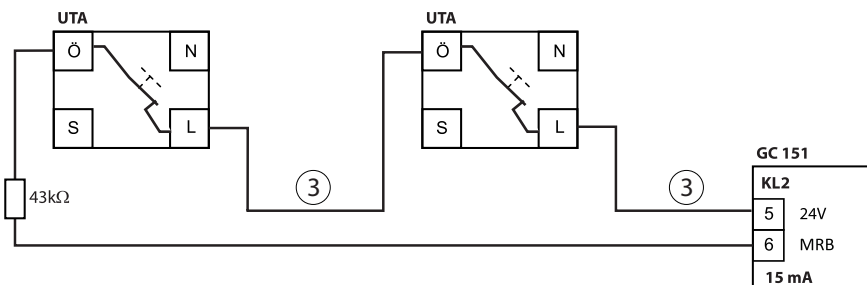 UTA
Ö N
S L
UTA
Ö N
S L
43kΩ
3
3
GC 151
KL2
5 24V
6 MRB
15 mA